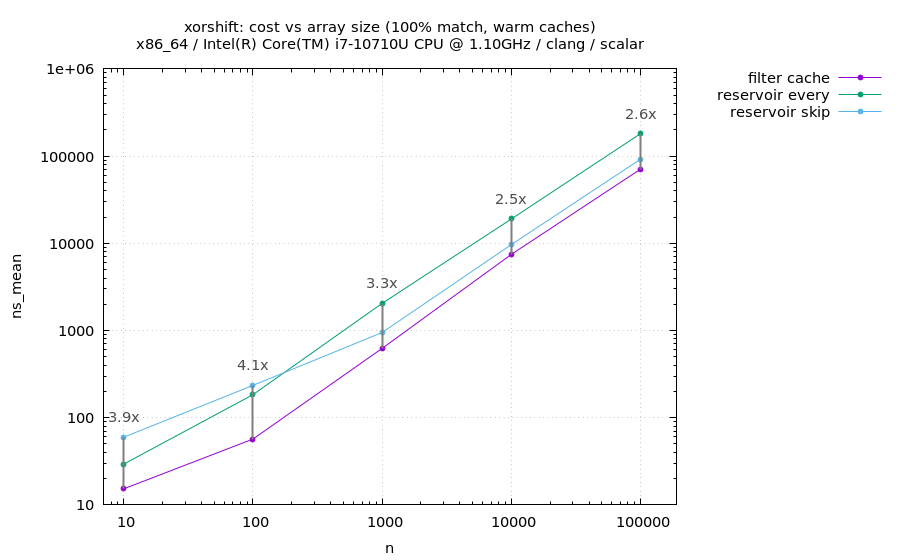 xorshift: cost vs array size (100% match, warm caches)
x86_64 / Intel(R) Core(TM) i7-10710U CPU @ 1.10GHz / clang / scalar
1e+06
100000
10000
1000
100
10
ns_mean
3.9x
4.1x
3.3x
2.5x
2.6x
10 100 1000 10000 100000
n
filter cache
reservoir every
reservoir skip